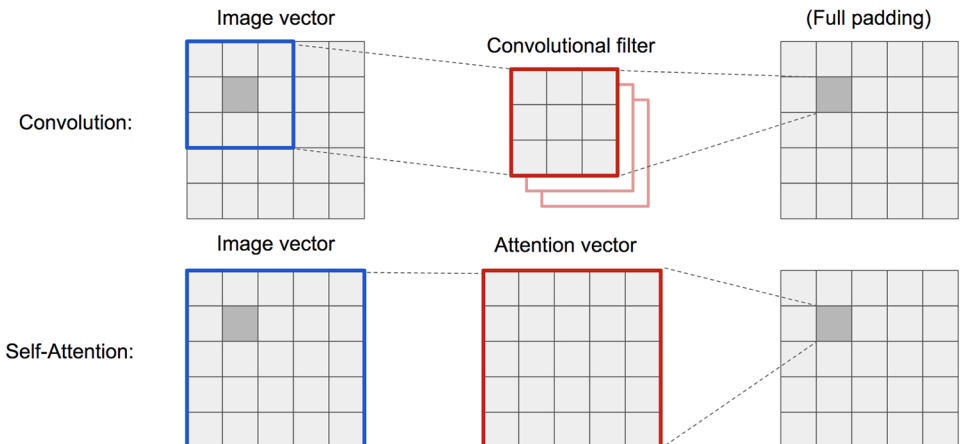 Image vector
(Full padding)
Convolutional filter
Convolution:
Image vector
Attention vector
Self-Attention: